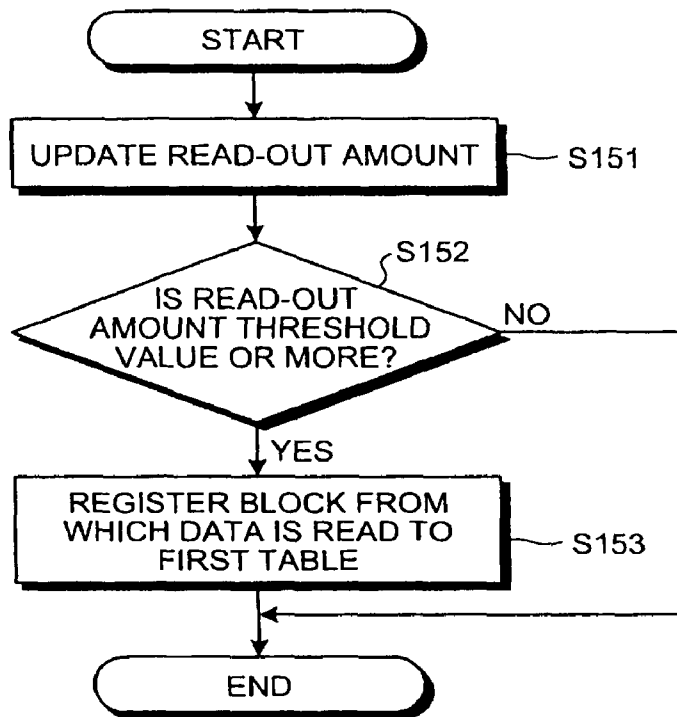 START
UPDATE READ-OUT AMOUNT
S151
S152
IS READ-OUT
AMOUNT THRESHOLD
VALUE OR MORE?
NO
YES
REGISTER BLOCK FROM
WHICH DATA IS READ TO
FIRST TABLE
S153
END